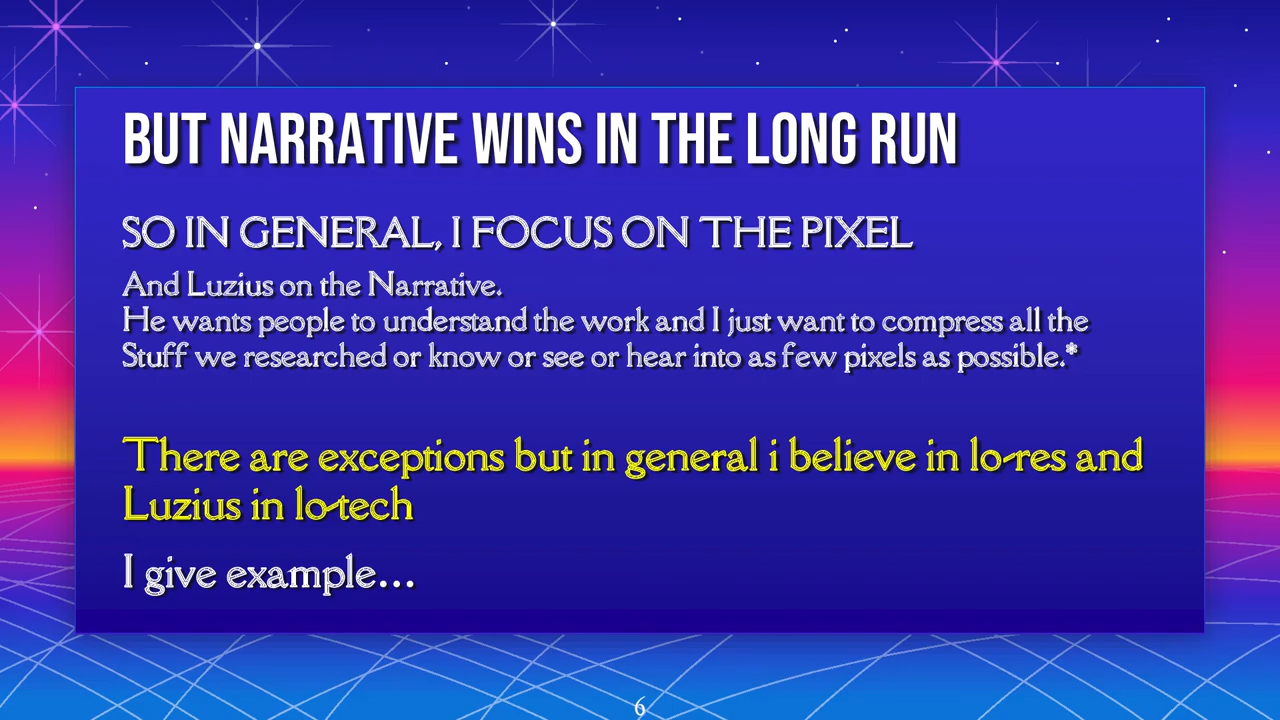 BUT NARRATIVE WINS IN THE LONG RUN
SO IN GENERAL, I FOCUS ON THE PIXEL
And Luzius on the Narrative.
He wants people to understand the work and I just want to compress all the
Stuff we researched or know or see or hear into as few pixels as possible.*
There are exceptions but in general i believe in lo-res and
Luzius in lo-tech
I give example...
6